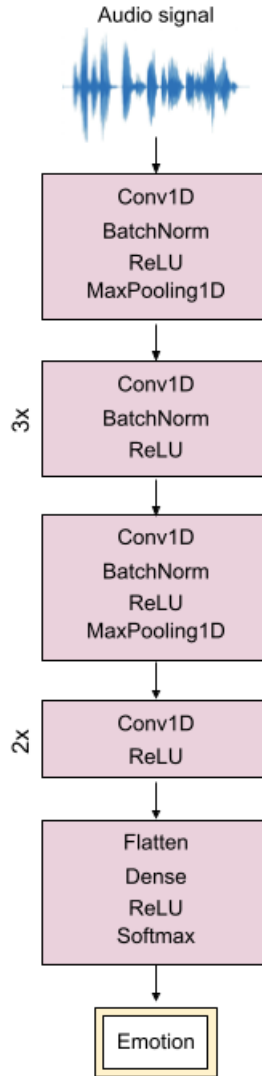 Audio signal
Conv1D
BatchNorm
ReLU
MaxPooling1D
3x
Conv1D
BatchNorm
ReLU
Conv1D
BatchNorm
ReLU
MaxPooling1D
2x
Conv1D
ReLU
Flatten
Dense
ReLU
Softmax
Emotion